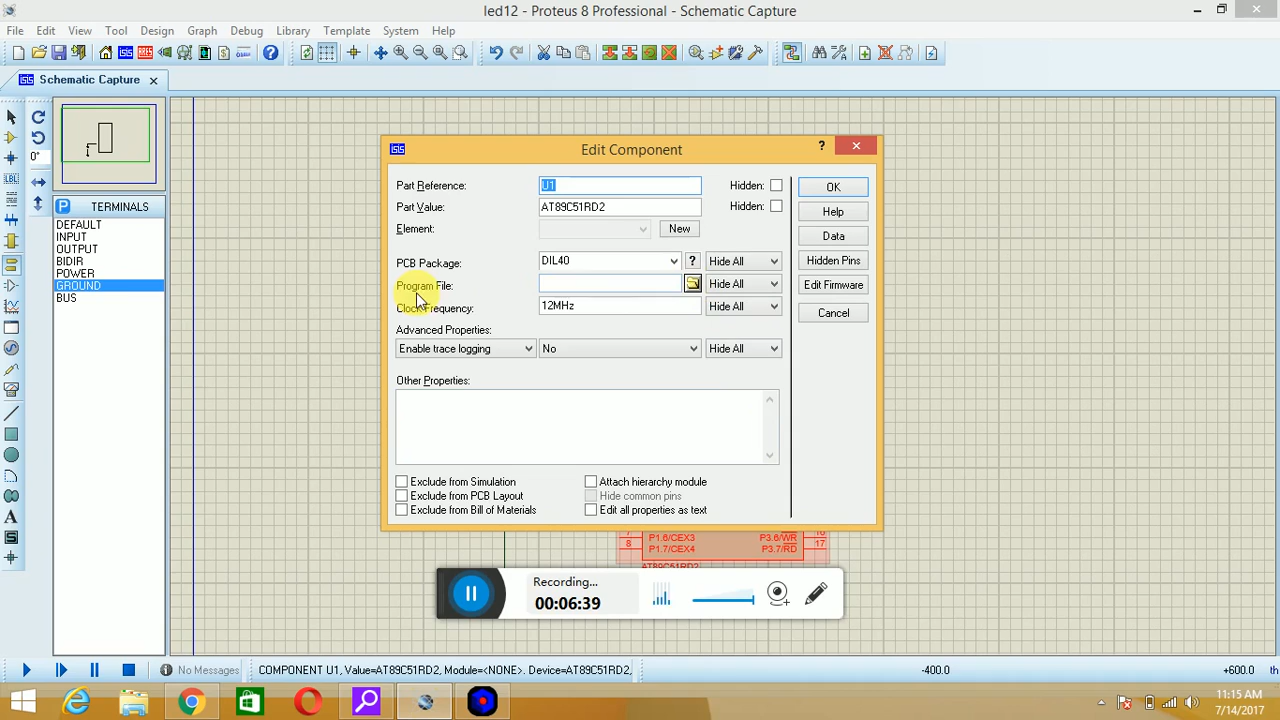 led12 - Proteus 8 Professional - Schematic Capture
File Edit View Tool Design Graph Debug Library Template System Help
Schematic Capture
0°
LBL
P TERMINALS
DEFAULT
INPUT
OUTPUT
BIDIR
POWER
GROUND
BUS
Edit Component
Part Reference: U1 Hidden: OK
Part Value: AT89C51RD2 Hidden: Help
Element: New Data
PCB Package: DIL40 ? Hide All Hidden Pins
Program File: Hide All Edit Firmware
Clock Frequency: 12MHz Hide All Cancel
Advanced Properties:
Enable trace logging No Hide All
Other Properties:
Exclude from Simulation Attach hierarchy module
Exclude from PCB Layout Hide common pins
Exclude from Bill of Materials Edit all properties as text
P1.6/CEX3 P3.6/WR
8 P1.7/CEX4 P3.7/RD 17
AT89C51RD2
Recording...
00:06:39
No Messages COMPONENT U1, Value=AT89C51RD2, Module=<NONE>, Device=AT89C51RD2, -400.0 +600.0 th
11:15 AM
7/14/2017